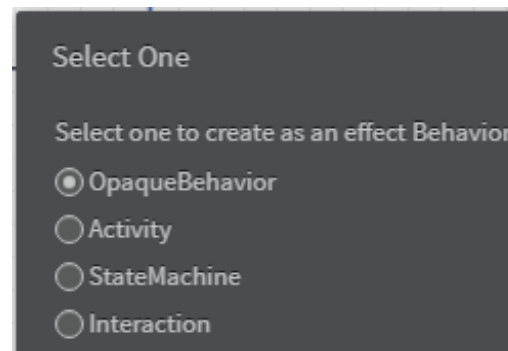 Select One
Select one to create as an effect Behavior
OpaqueBehavior
Activity
StateMachine
Interaction